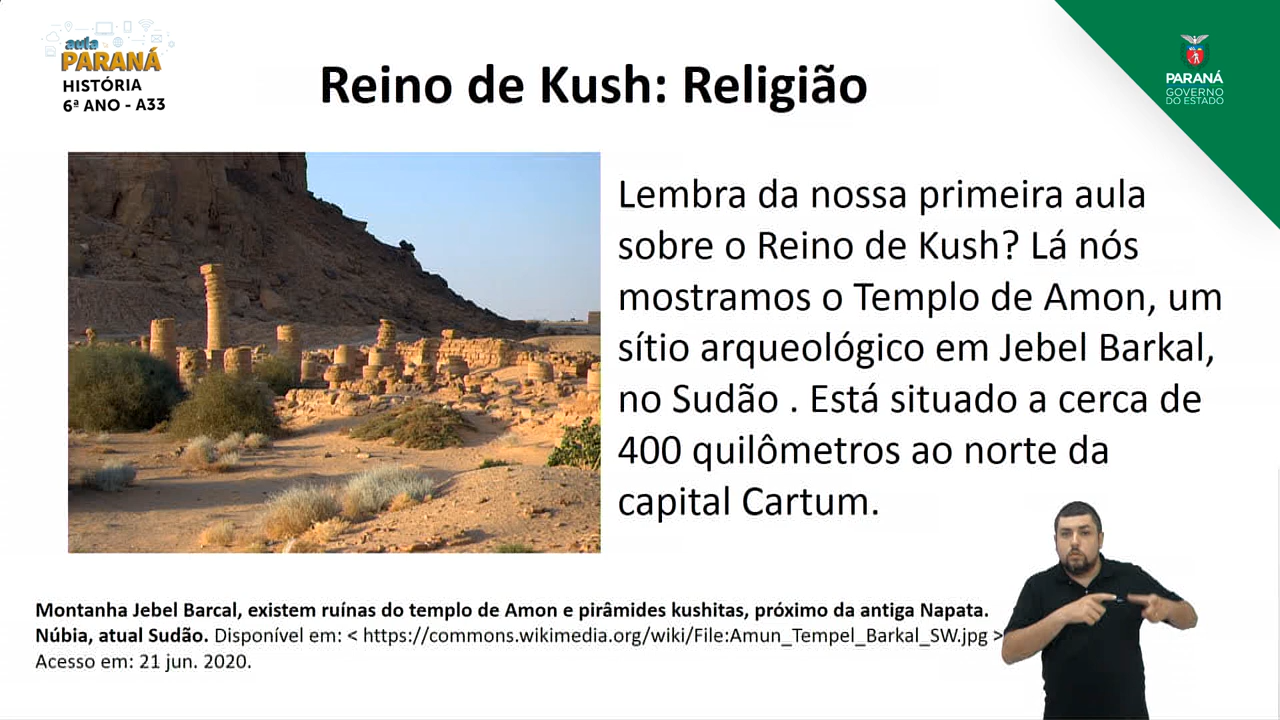 aula
PARANÁ
HISTÓRIA
6ª ANO - A33
Reino de Kush: Religião
PARANÁ
GOVERNO
DO ESTADO
Lembra da nossa primeira aula
sobre o Reino de Kush? Lá nós
mostramos o Templo de Amon, um
sítio arqueológico em Jebel Barkal,
no Sudão . Está situado a cerca de
400 quilômetros ao norte da
capital Cartum.
Montanha Jebel Barcal, existem ruínas do templo de Amon e pirâmides kushitas, próximo da antiga Napata.
Núbia, atual Sudão. Disponível em: < https://commons.wikimedia.org/wiki/File:Amun_Tempel_Barkal_SW.jpg >
Acesso em: 21 jun. 2020.